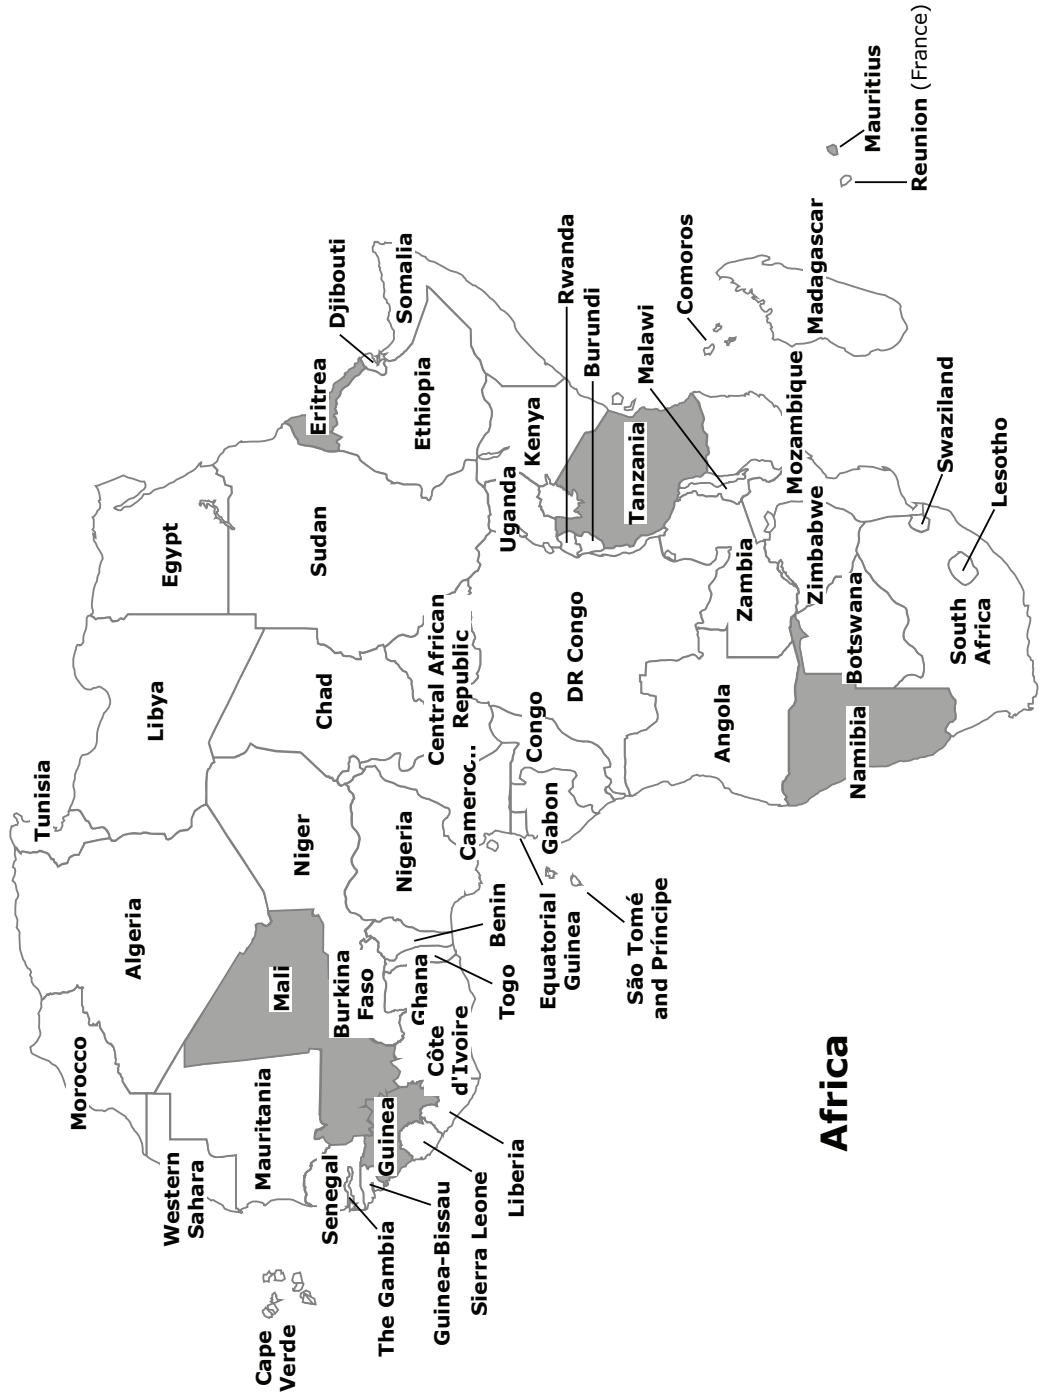 Tunisia
Morocco
Algeria
Libya
Egypt
Western
Sahara
Mauritania
Mali
Niger
Chad
Sudan
Eritrea
Djibouti
Somalia
Ethiopia
Cape
Verde
Senegal
The Gambia
Guinea-Bissau
Guinea
Sierra Leone
Liberia
Côte
d'Ivoire
Burkina
Faso
Ghana
Togo
Benin
Nigeria
Cameroc..
Central African
Republic
Equatorial
Guinea
São Tomé
and Príncipe
Gabon
Congo
DR Congo
Uganda
Kenya
Rwanda
Burundi
Tanzania
Malawi
Comoros
Angola
Zambia
Mozambique
Zimbabwe
Madagascar
Mauritius
Reunion (France)
Namibia
Botswana
Swaziland
Lesotho
South
Africa
Africa